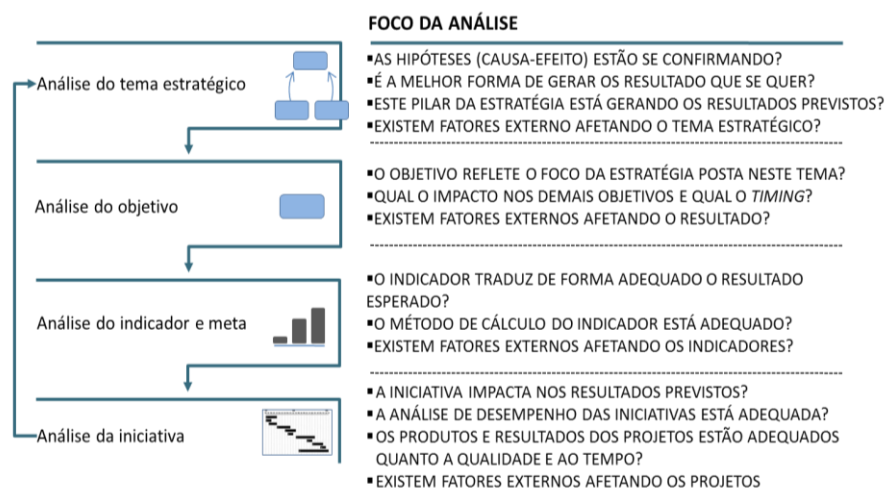 FOCO DA ANÁLISE
Análise do tema estratégico
▪AS HIPÓTESES (CAUSA-EFEITO) ESTÃO SE CONFIRMANDO?
▪É A MELHOR FORMA DE GERAR OS RESULTADO QUE SE QUER?
▪ESTE PILAR DA ESTRATÉGIA ESTÁ GERANDO OS RESULTADOS PREVISTOS?
▪EXISTEM FATORES EXTERNO AFETANDO O TEMA ESTRATÉGICO?
Análise do objetivo
▪O OBJETIVO REFLETE O FOCO DA ESTRATÉGIA POSTA NESTE TEMA?
▪QUAL O IMPACTO NOS DEMAIS OBJETIVOS E QUAL O TIMING?
▪EXISTEM FATORES EXTERNOS AFETANDO O RESULTADO?
Análise do indicador e meta
▪O INDICADOR TRADUZ DE FORMA ADEQUADO O RESULTADO
ESPERADO?
▪O MÉTODO DE CÁLCULO DO INDICADOR ESTÁ ADEQUADO?
▪EXISTEM FATORES EXTERNOS AFETANDO OS INDICADORES?
Análise da iniciativa
▪A INICIATIVA IMPACTA NOS RESULTADOS PREVISTOS?
▪A ANÁLISE DE DESEMPENHO DAS INICIATIVAS ESTÁ ADEQUADA?
▪OS PRODUTOS E RESULTADOS DOS PROJETOS ESTÃO ADEQUADOS
QUANTO A QUALIDADE E AO TEMPO?
▪EXISTEM FATORES EXTERNOS AFETANDO OS PROJETOS